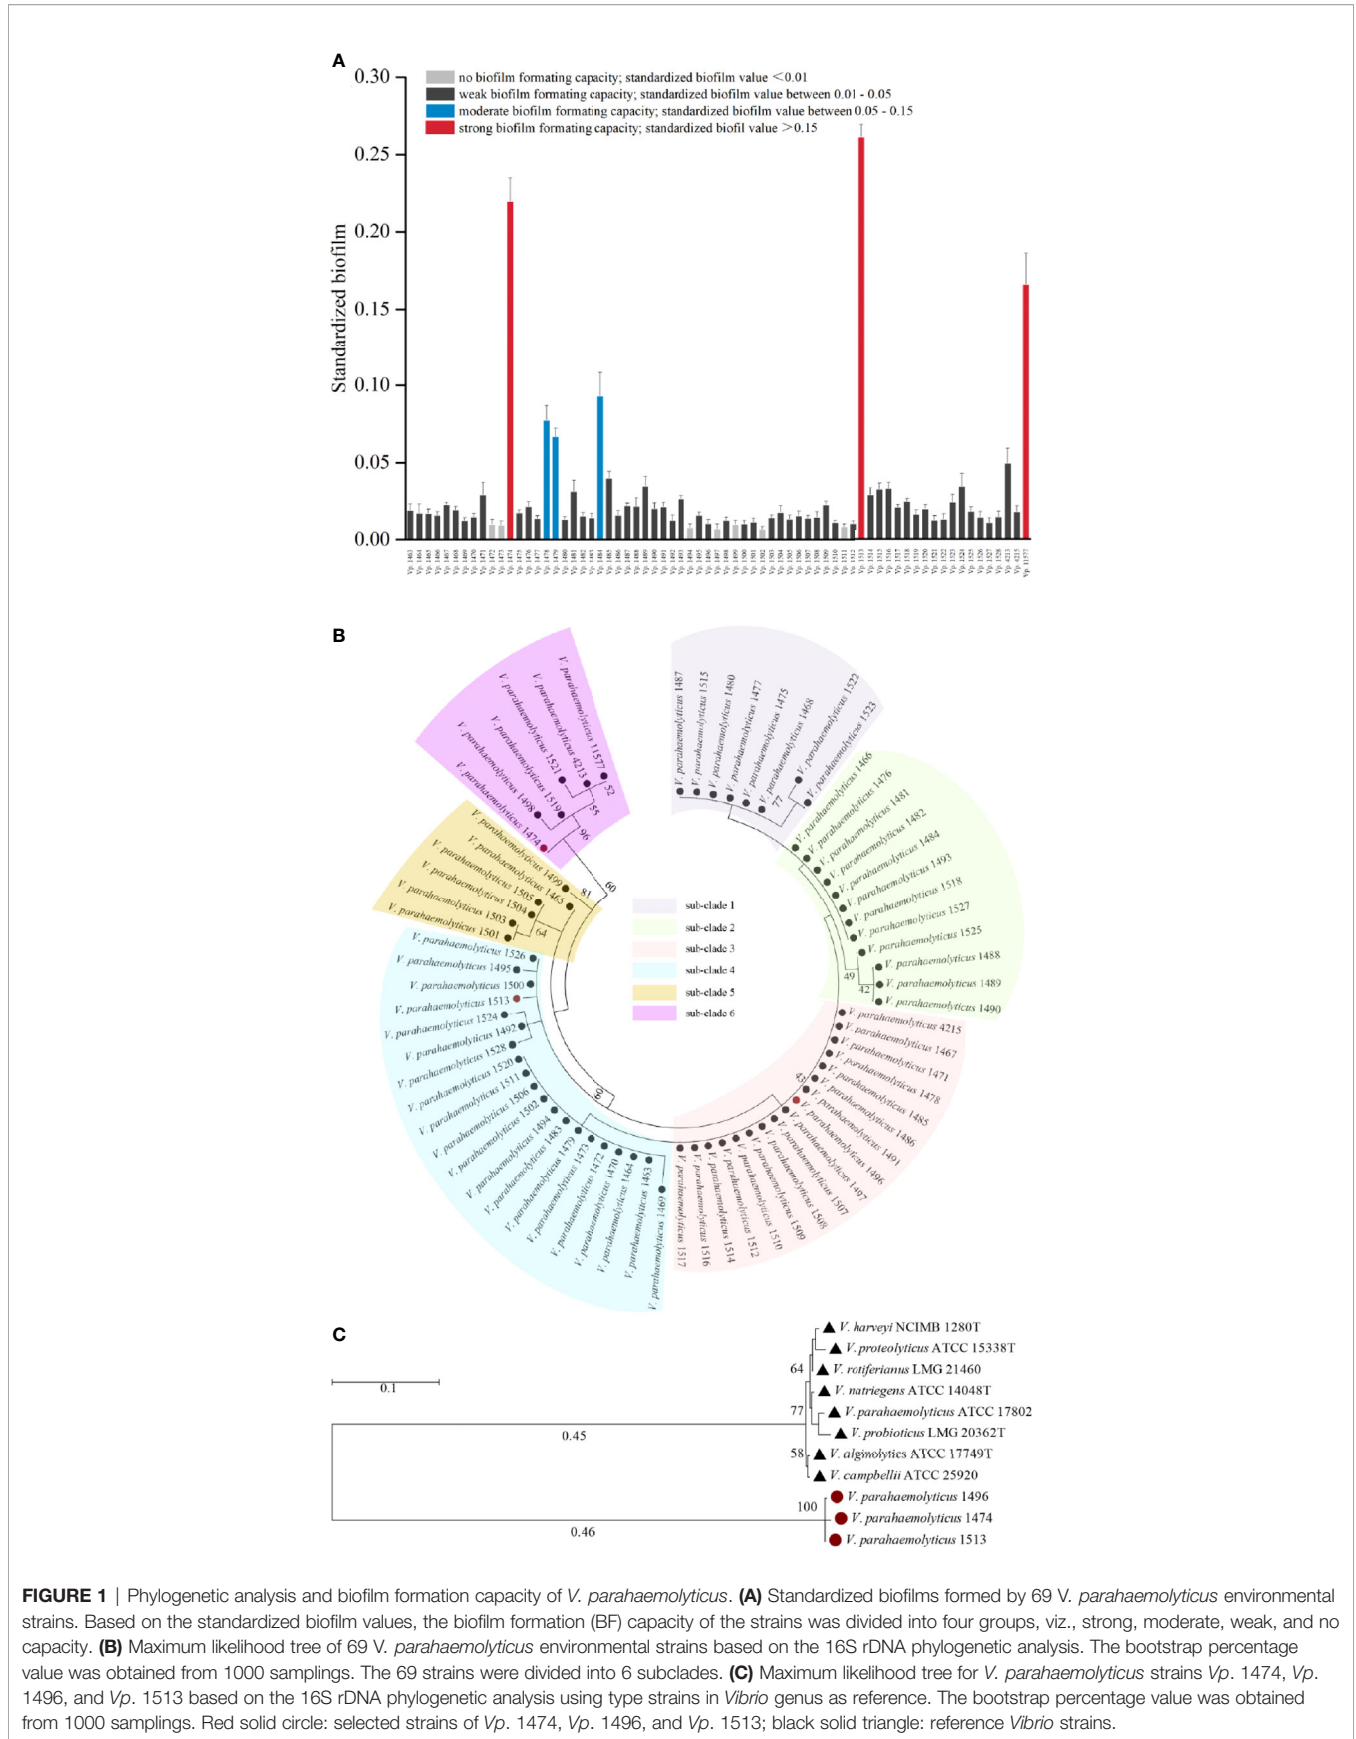 A
0.30
0.25
0.20
0.15
0.10
0.05
0.00
Standardized biofilm
no biofilm formating capacity; standardized biofilm value <0.01
weak biofilm formating capacity; standardized biofilm value between 0.01 - 0.05
moderate biofilm formating capacity; standardized biofilm value between 0.05 - 0.15
strong biofilm formating capacity; standardized biofil value >0.15
B
V. parahaemolyticus 1487
V. parahaemolyticus 1515
V. parahaemolyticus 1480
V. parahaemolyticus 1477
V. parahaemolyticus 1475
V. parahaemolyticus 1468
V. parahaemolyticus 1522
V. parahaemolyticus 1523
77
V. parahaemolyticus 1466
V. parahaemolyticus 1476
V. parahaemolyticus 1481
V. parahaemolyticus 1482
V. parahaemolyticus 1484
V. parahaemolyticus 1493
V. parahaemolyticus 1518
V. parahaemolyticus 1527
V. parahaemolyticus 1525
V. parahaemolyticus 1488
V. parahaemolyticus 1489
V. parahaemolyticus 1490
49
42
V. parahaemolyticus 4215
V. parahaemolyticus 1467
V. parahaemolyticus 1471
V. parahaemolyticus 1478
V. parahaemolyticus 1485
V. parahaemolyticus 1486
V. parahaemolyticus 1491
V. parahaemolyticus 1496
V. parahaemolyticus 1497
V. parahaemolyticus 1507
V. parahaemolyticus 1508
V. parahaemolyticus 1509
V. parahaemolyticus 1510
V. parahaemolyticus 1512
V. parahaemolyticus 1514
V. parahaemolyticus 1516
V. parahaemolyticus 1517
V. parahaemolyticus 1469
V. parahaemolyticus 1463
V. parahaemolyticus 1464
V. parahaemolyticus 1470
V. parahaemolyticus 1472
V. parahaemolyticus 1473
V. parahaemolyticus 1479
V. parahaemolyticus 1483
V. parahaemolyticus 1494
V. parahaemolyticus 1502
V. parahaemolyticus 1506
V. parahaemolyticus 1511
V. parahaemolyticus 1520
V. parahaemolyticus 1528
V. parahaemolyticus 1492
V. parahaemolyticus 1524
V. parahaemolyticus 1513
V. parahaemolyticus 1500
V. parahaemolyticus 1495
V. parahaemolyticus 1526
60
V. parahaemolyticus 1501
V. parahaemolyticus 1503
V. parahaemolyticus 1504
V. parahaemolyticus 1505
V. parahaemolyticus 1465
V. parahaemolyticus 1499
64
81
60
V. parahaemolyticus 1474
V. parahaemolyticus 1498
V. parahaemolyticus 1519
V. parahaemolyticus 1521
V. parahaemolyticus 4213
V. parahaemolyticus 11577
96
55
52
sub-clade 1
sub-clade 2
sub-clade 3
sub-clade 4
sub-clade 5
sub-clade 6
C
0.1
0.45
0.46
64
77
58
100
V. harveyi NCIMB 1280T
V. proteolyticus ATCC 15338T
V. rotiferianus LMG 21460
V. natriegens ATCC 14048T
V. parahaemolyticus ATCC 17802
V. probioticus LMG 20362T
V. alginolytics ATCC 17749T
V. campbellii ATCC 25920
V. parahaemolyticus 1496
V. parahaemolyticus 1474
V. parahaemolyticus 1513
FIGURE 1 | Phylogenetic analysis and biofilm formation capacity of V. parahaemolyticus. (A) Standardized biofilms formed by 69 V. parahaemolyticus environmental
strains. Based on the standardized biofilm values, the biofilm formation (BF) capacity of the strains was divided into four groups, viz., strong, moderate, weak, and no
capacity. (B) Maximum likelihood tree of 69 V. parahaemolyticus environmental strains based on the 16S rDNA phylogenetic analysis. The bootstrap percentage
value was obtained from 1000 samplings. The 69 strains were divided into 6 subclades. (C) Maximum likelihood tree for V. parahaemolyticus strains Vp. 1474, Vp.
1496, and Vp. 1513 based on the 16S rDNA phylogenetic analysis using type strains in Vibrio genus as reference. The bootstrap percentage value was obtained
from 1000 samplings. Red solid circle: selected strains of Vp. 1474, Vp. 1496, and Vp. 1513; black solid triangle: reference Vibrio strains.